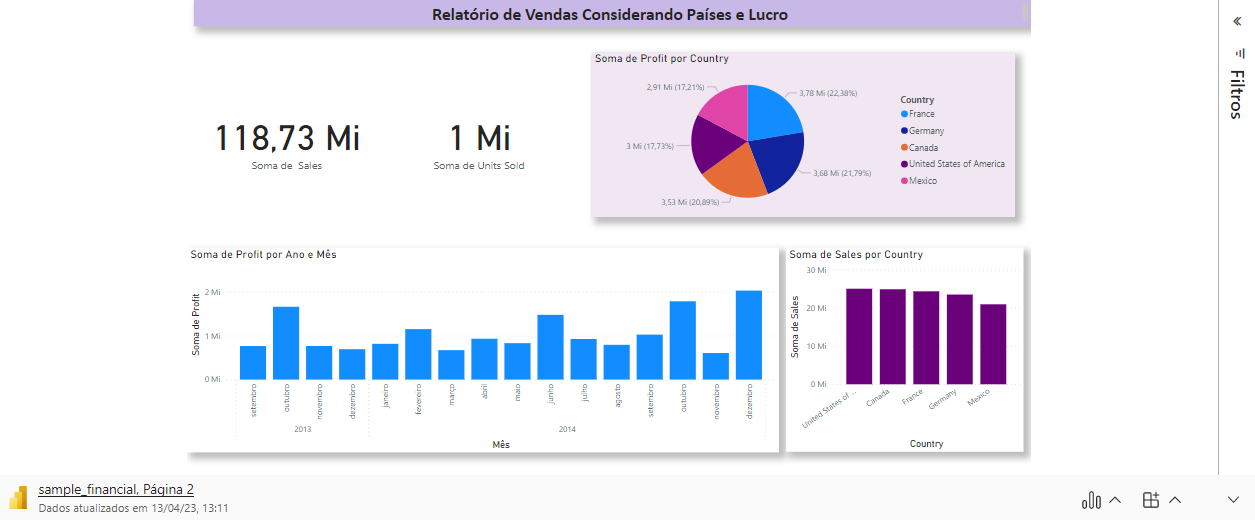 Relatório de Vendas Considerando Países e Lucro
«
Filtros
118,73 Mi
Soma de Sales
1 Mi
Soma de Units Sold
Soma de Profit por Country
2,91 Mi (17,21%)
3,78 Mi (22,38%)
3 Mi (17,73%)
3,68 Mi (21,79%)
3,53 Mi (20,89%)
Country
France
Germany
Canada
United States of America
Mexico
Soma de Profit por Ano e Mês
Soma de Profit
2 Mi
1 Mi
0 Mi
setembro
outubro
novembro
dezembro
janeiro
fevereiro
março
abril
maio
junho
julho
agosto
setembro
outubro
novembro
dezembro
2013
2014
Mês
Soma de Sales por Country
Soma de Sales
30 Mi
20 Mi
10 Mi
0 Mi
United States of ...
Canada
France
Germany
Mexico
Country
sample_financial, Página 2
Dados atualizados em 13/04/23, 13:11